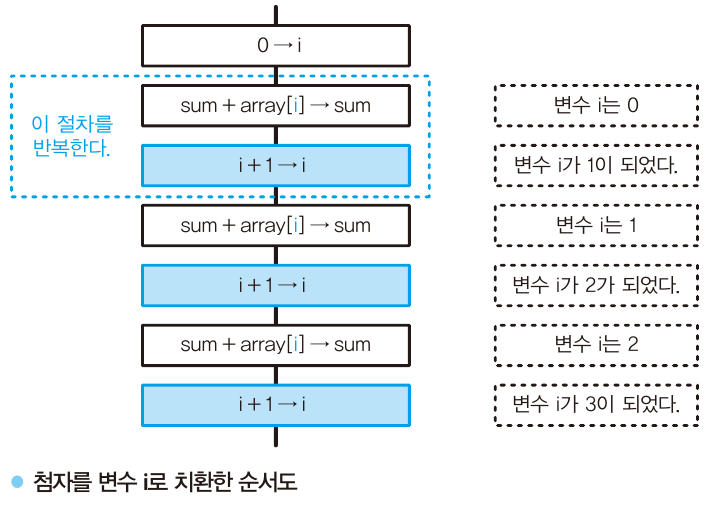 0→i
이 절차를
반복한다.
sum+array[i]→sum
변수 i는 0
i+1→i
변수 i가 1이 되었다.
sum+array[i]→sum
변수 i는 1
i+1→i
변수 i가 2가 되었다.
sum+array[i]→sum
변수 i는 2
i+1→i
변수 i가 3이 되었다.
첨자를 변수 i로 치환한 순서도